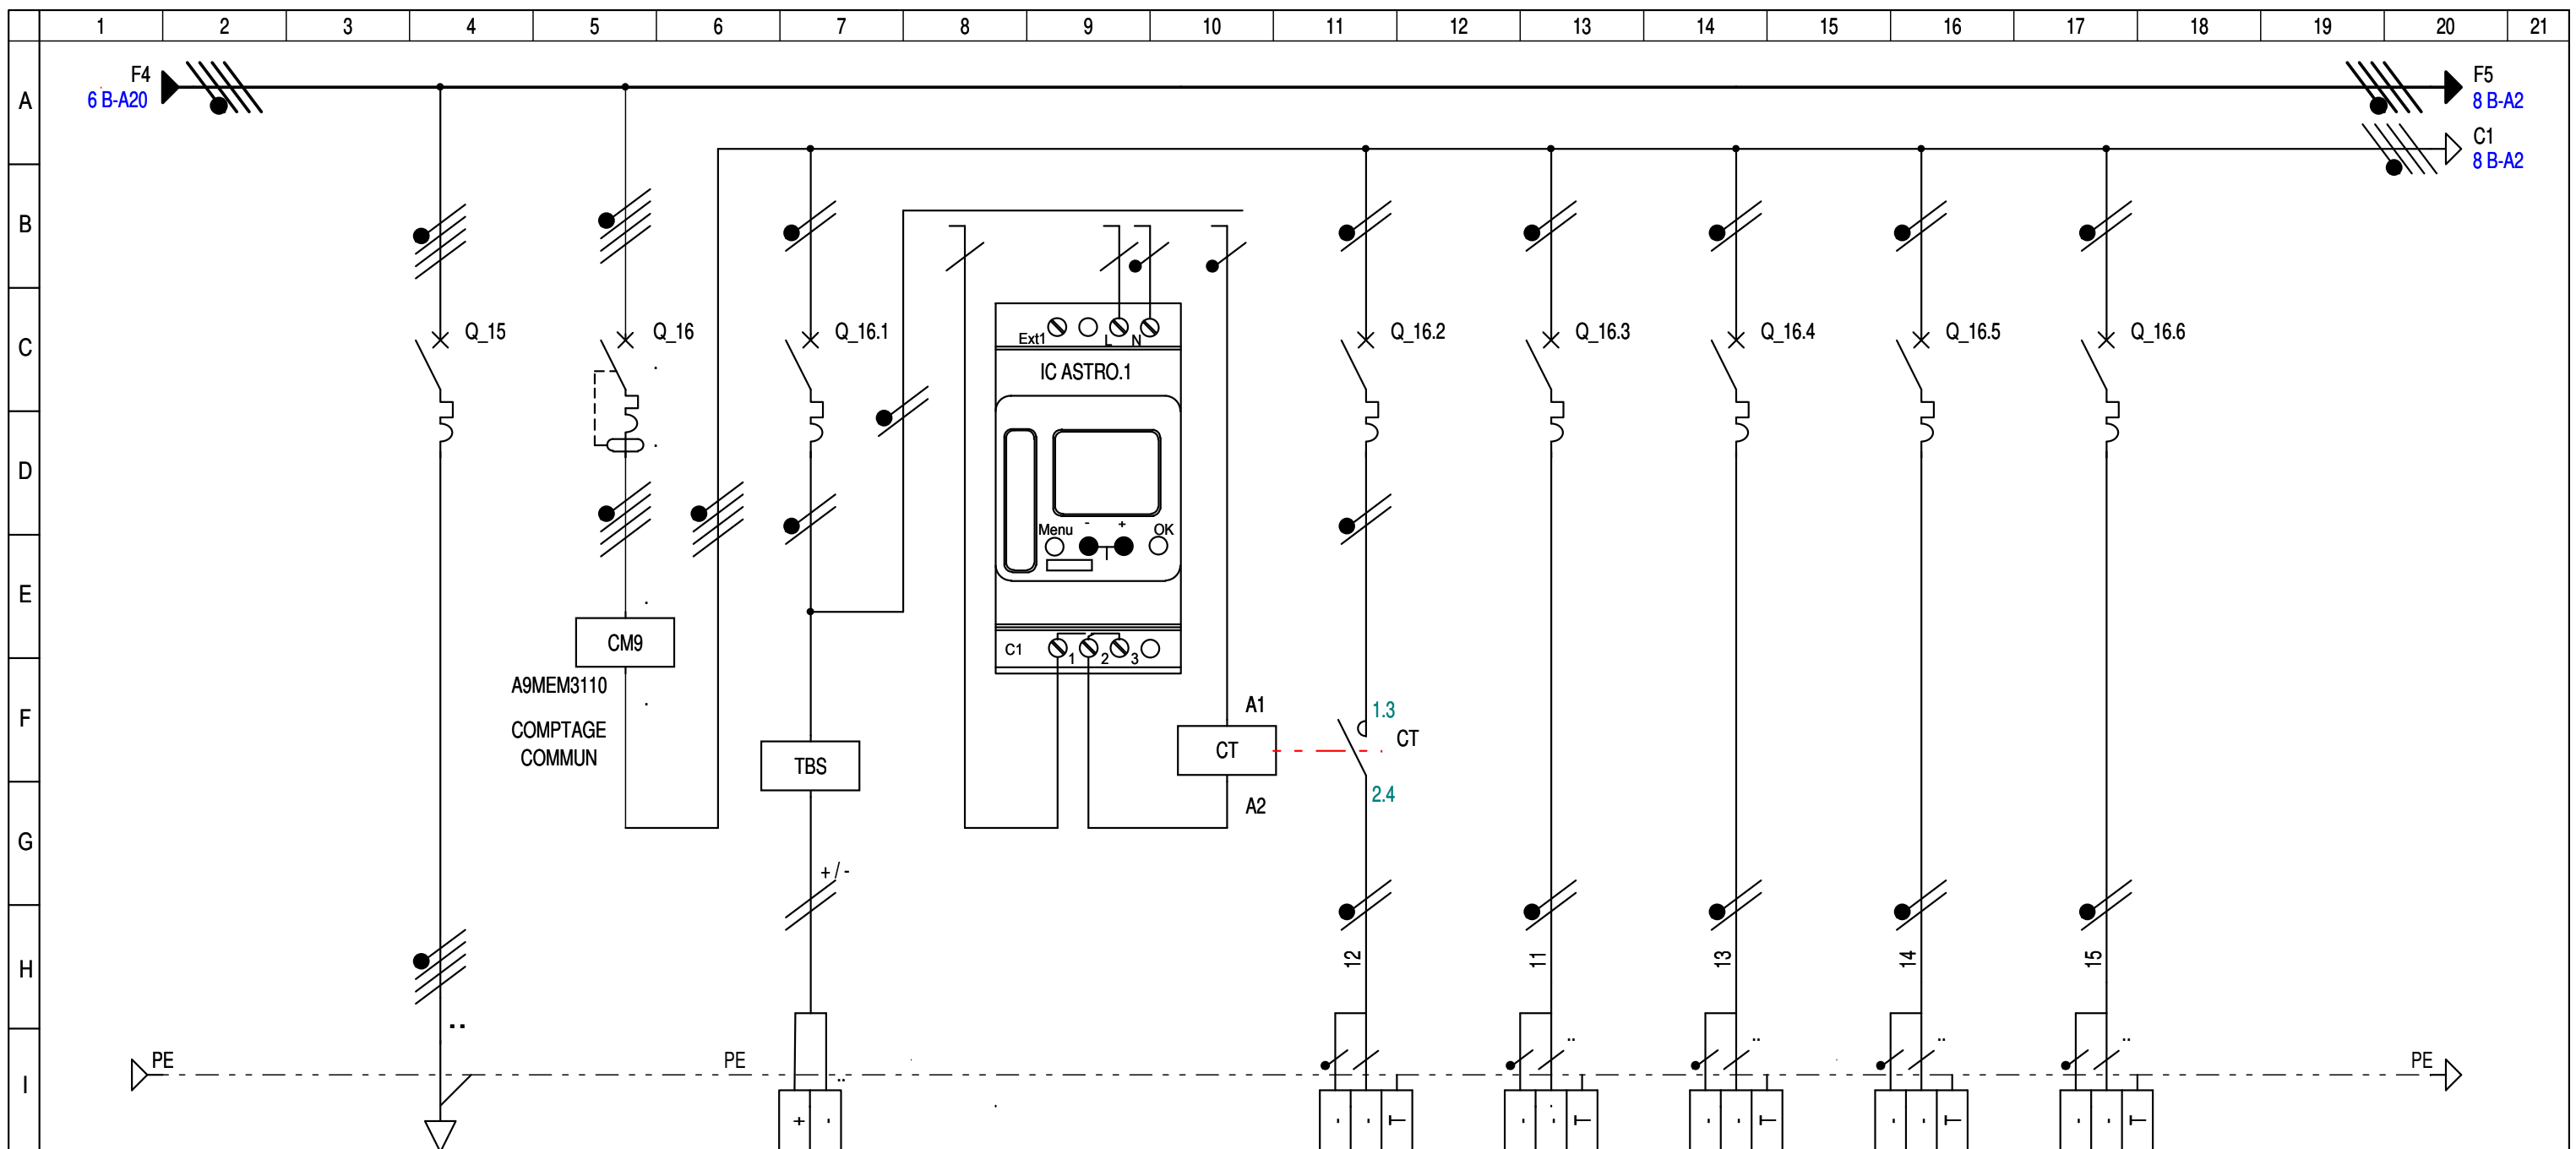 1 2 3 4 5 6 7 8 9 10 11 12 13 14 15 16 17 18 19 20 21
A
F4
6 B-A20
F5
8 B-A2
C1
8 B-A2
B
C
Q_15 Q_16 Q_16.1 Q_16.2 Q_16.3 Q_16.4 Q_16.5 Q_16.6
Ext1 L N
IC ASTRO.1
D
Menu - + OK
E
CM9
C1 1 2 3
A9MEM3110
F
COMPTAGE
COMMUN
A1
1.3
TBS
CT
CT
A2
2.4
G
+ / -
H
12 11 13 14 15
I
PE PE PE
+ - - - T - - T - - T - - T - - T